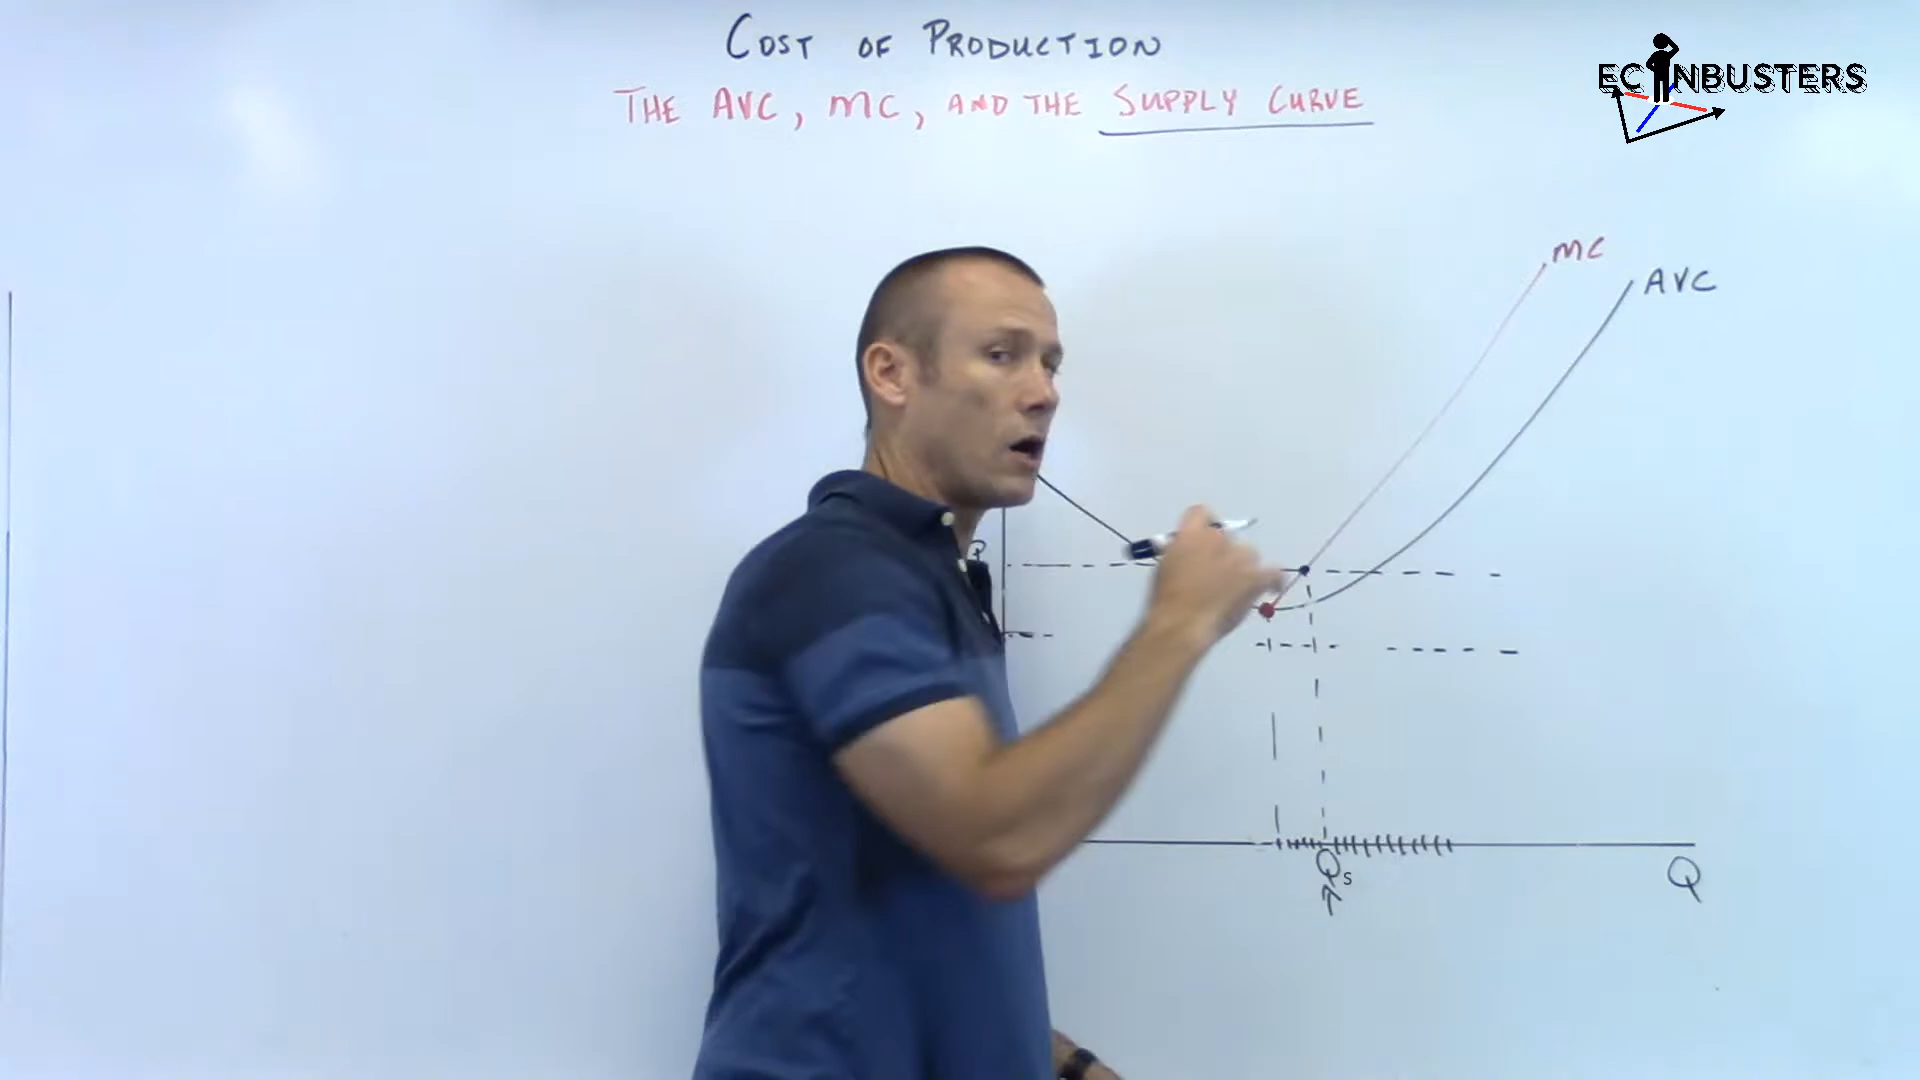 COST OF PRODUCTION
THE AVC, MC, AND THE SUPPLY CURVE
ECONBUSTERS
MC
AVC
P
Qs
Q